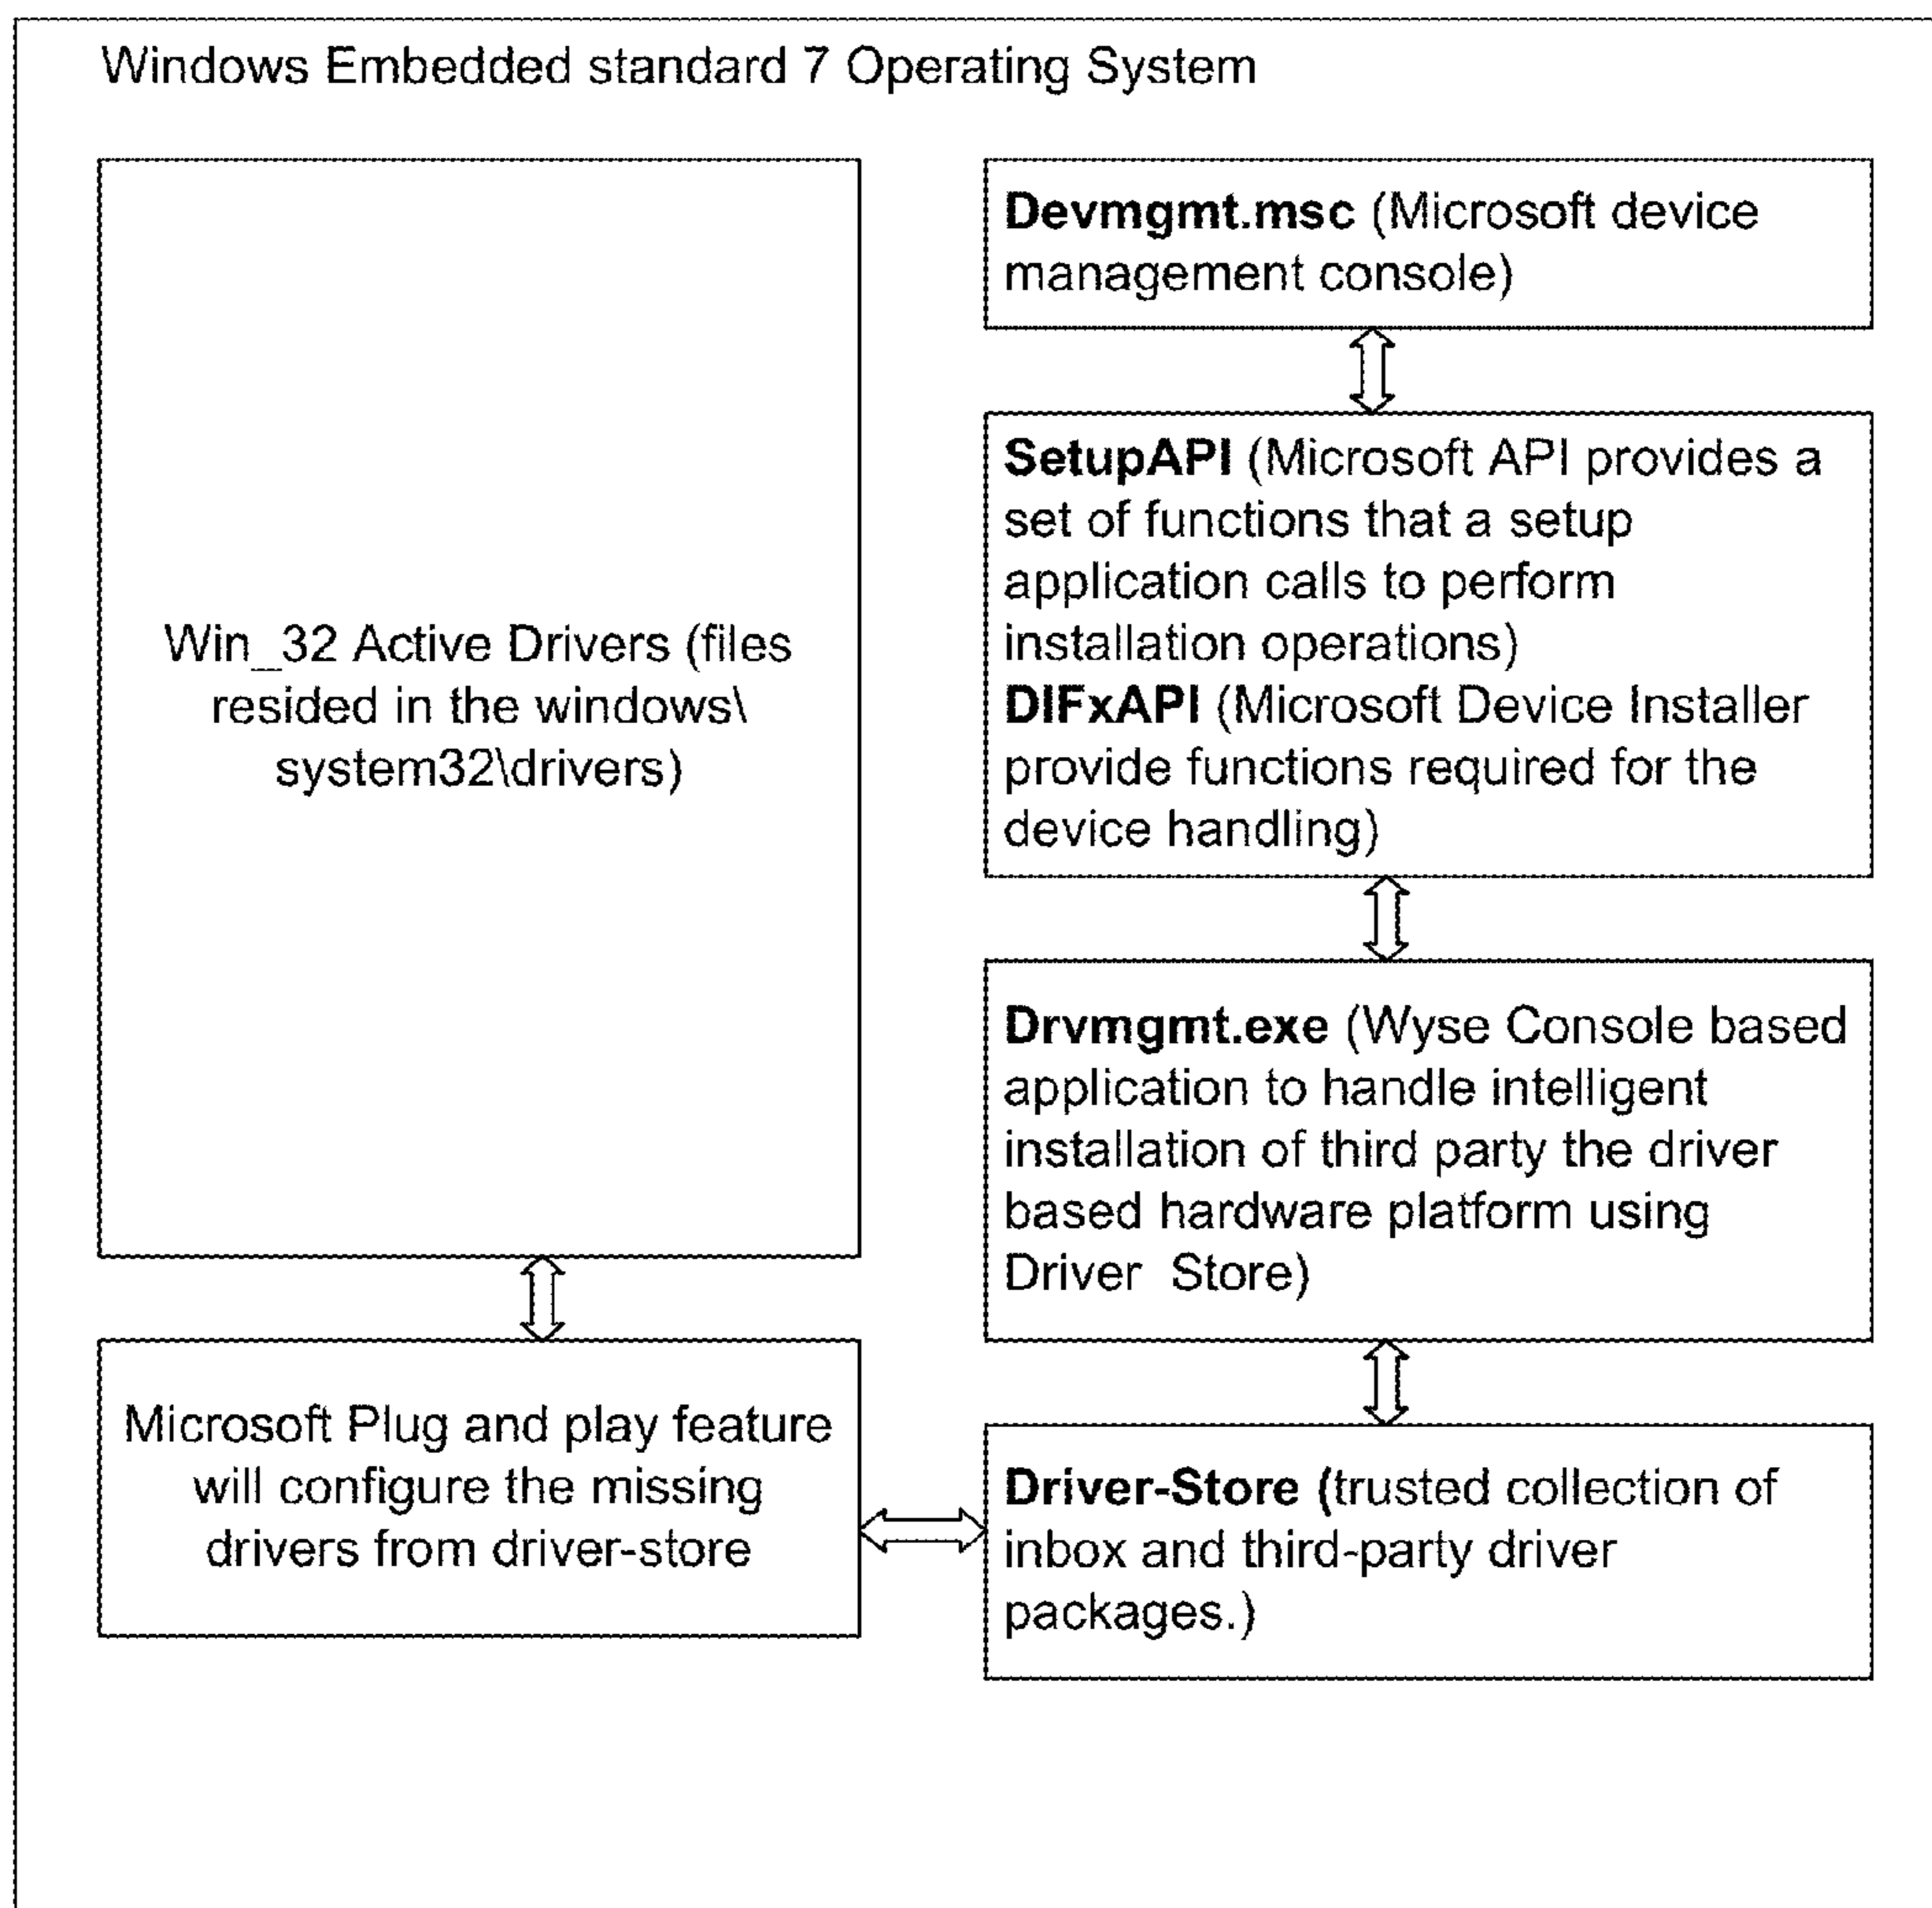 Windows Embedded standard 7 Operating System
Win_32 Active Drivers (files
resided in the windows\
system32\drivers)
Microsoft Plug and play feature
will configure the missing
drivers from driver-store
Devmgmt.msc (Microsoft device
management console)
SetupAPI (Microsoft API provides a
set of functions that a setup
application calls to perform
installation operations)
DIFxAPI (Microsoft Device Installer
provide functions required for the
device handling)
Drvmgmt.exe (Wyse Console based
application to handle intelligent
installation of third party the driver
based hardware platform using
Driver  Store)
Driver-Store (trusted collection of
inbox and third-party driver
packages.)